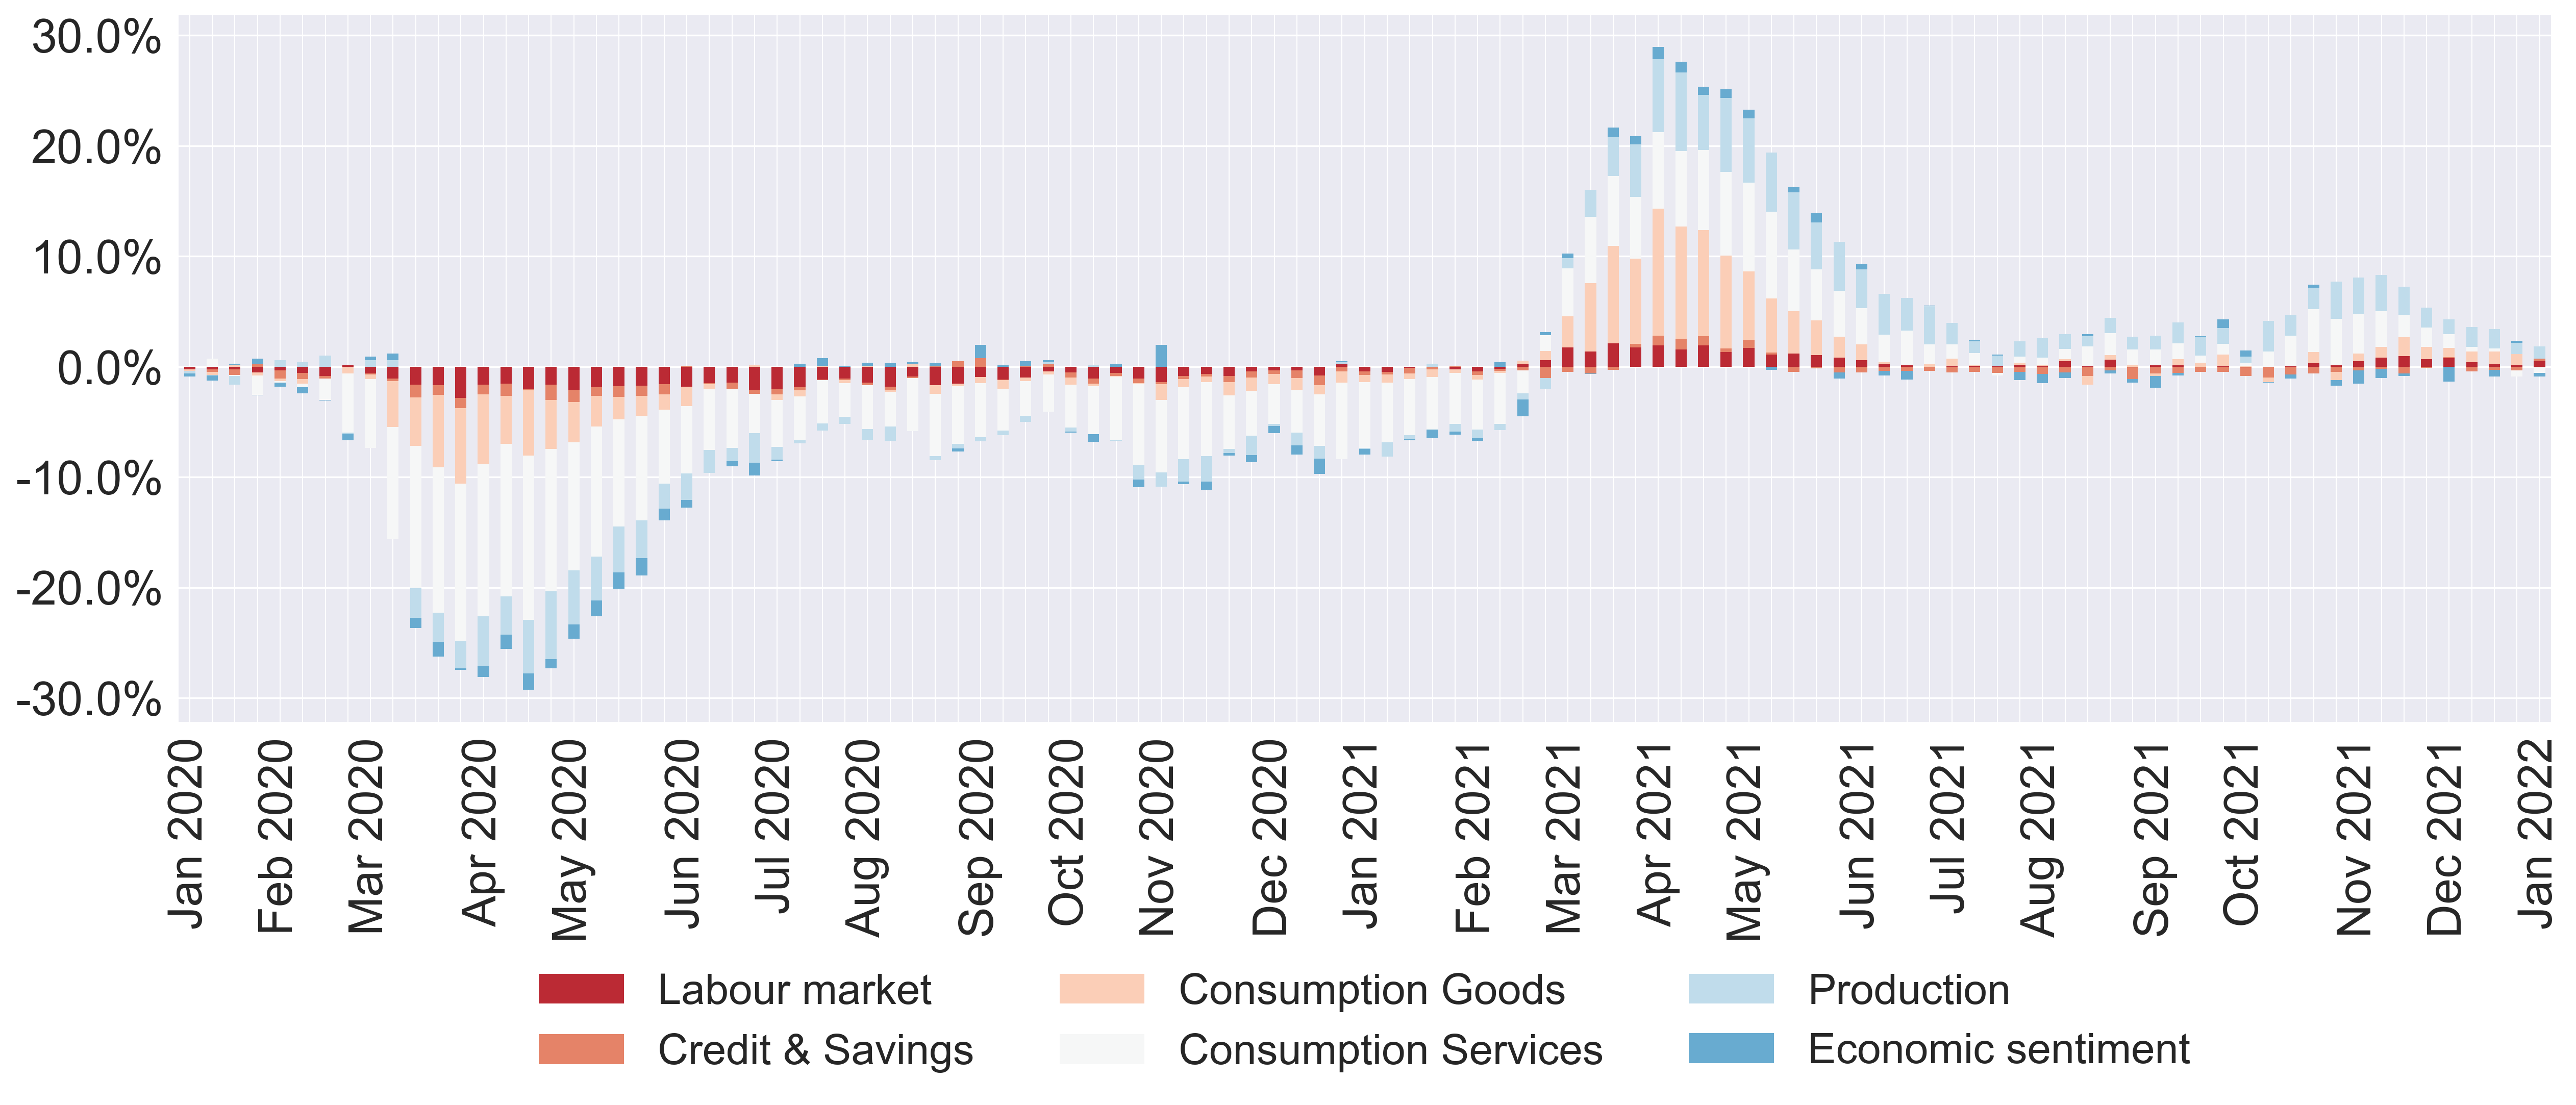 30.0%
20.0%
10.0%
0.0%
-10.0%
-20.0%
-30.0%
Jan 2020
Feb 2020
Mar 2020
Apr 2020
May 2020
Jun 2020
Jul 2020
Aug 2020
Sep 2020
Oct 2020
Nov 2020
Dec 2020
Jan 2021
Feb 2021
Mar 2021
Apr 2021
May 2021
Jun 2021
Jul 2021
Aug 2021
Sep 2021
Oct 2021
Nov 2021
Dec 2021
Jan 2022
Labour market
Credit & Savings
Consumption Goods
Consumption Services
Production
Economic sentiment